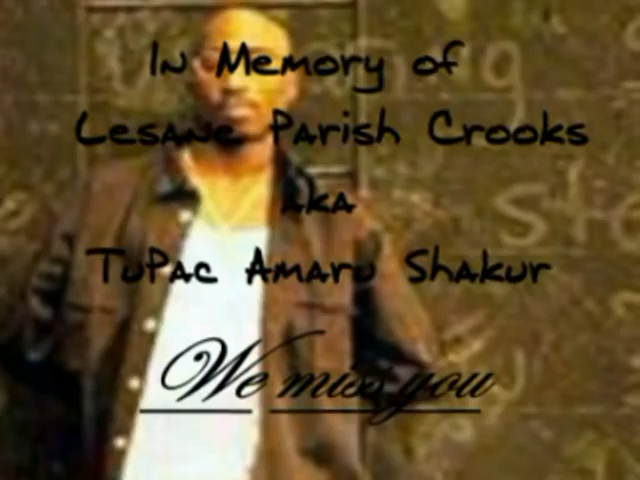 In Memory of
Lesane Parish Crooks
aka
TuPac Amaru Shakur
We miss you